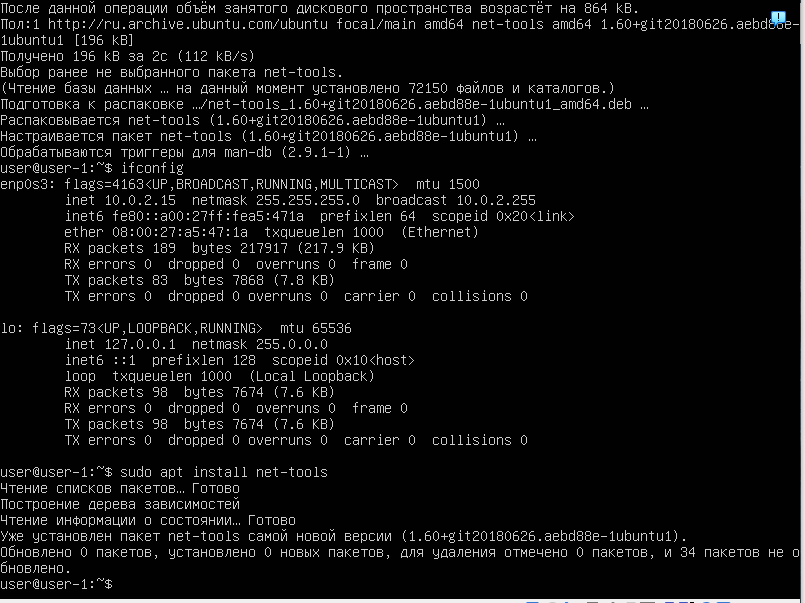 После данной операции объём занятого дискового пространства возрастёт на 864 kB.
Пол:1 http://ru.archive.ubuntu.com/ubuntu focal/main amd64 net-tools amd64 1.60+git20180626.aebd88e-
1ubuntu1 [196 kB]
Получено 196 kB за 2с (112 kB/s)
Выбор ранее не выбранного пакета net-tools.
(Чтение базы данных … на данный момент установлено 72150 файлов и каталогов.)
Подготовка к распаковке …/net-tools_1.60+git20180626.aebd88e-1ubuntu1_amd64.deb …
Распаковывается net-tools (1.60+git20180626.aebd88e-1ubuntu1) …
Настраивается пакет net-tools (1.60+git20180626.aebd88e-1ubuntu1) …
Обрабатываются триггеры для man-db (2.9.1-1) …
user@user-1:~$ ifconfig
enp0s3: flags=4163<UP,BROADCAST,RUNNING,MULTICAST>  mtu 1500
        inet 10.0.2.15  netmask 255.255.255.0  broadcast 10.0.2.255
        inet6 fe80::a00:27ff:fea5:471a  prefixlen 64  scopeid 0x20<link>
        ether 08:00:27:a5:47:1a  txqueuelen 1000  (Ethernet)
        RX packets 189  bytes 217917 (217.9 KB)
        RX errors 0  dropped 0  overruns 0  frame 0
        TX packets 83  bytes 7868 (7.8 KB)
        TX errors 0  dropped 0 overruns 0  carrier 0  collisions 0
lo: flags=73<UP,LOOPBACK,RUNNING>  mtu 65536
        inet 127.0.0.1  netmask 255.0.0.0
        inet6 ::1  prefixlen 128  scopeid 0x10<host>
        loop  txqueuelen 1000  (Local Loopback)
        RX packets 98  bytes 7674 (7.6 KB)
        RX errors 0  dropped 0  overruns 0  frame 0
        TX packets 98  bytes 7674 (7.6 KB)
        TX errors 0  dropped 0 overruns 0  carrier 0  collisions 0
user@user-1:~$ sudo apt install net-tools
Чтение списков пакетов… Готово
Построение дерева зависимостей
Чтение информации о состоянии… Готово
Уже установлен пакет net-tools самой новой версии (1.60+git20180626.aebd88e-1ubuntu1).
Обновлено 0 пакетов, установлено 0 новых пакетов, для удаления отмечено 0 пакетов, и 34 пакетов не о
бновлено.
user@user-1:~$